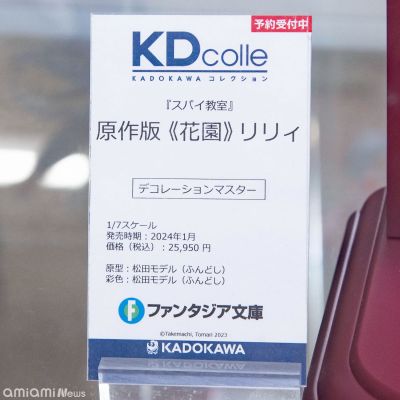 予約受付中
KDcolle
KADOKAWA コレクション
『スパイ教室』
原作版《花園》リリィ
デコレーションマスター
1/7スケール
発売時期：2024年1月
価格（税込）：25,950 円
原型：松田モデル（ふんどし）
彩色：松田モデル（ふんどし）
ファンタジア文庫
©Takemachi, Tomari 2023
KADOKAWA
amiami News